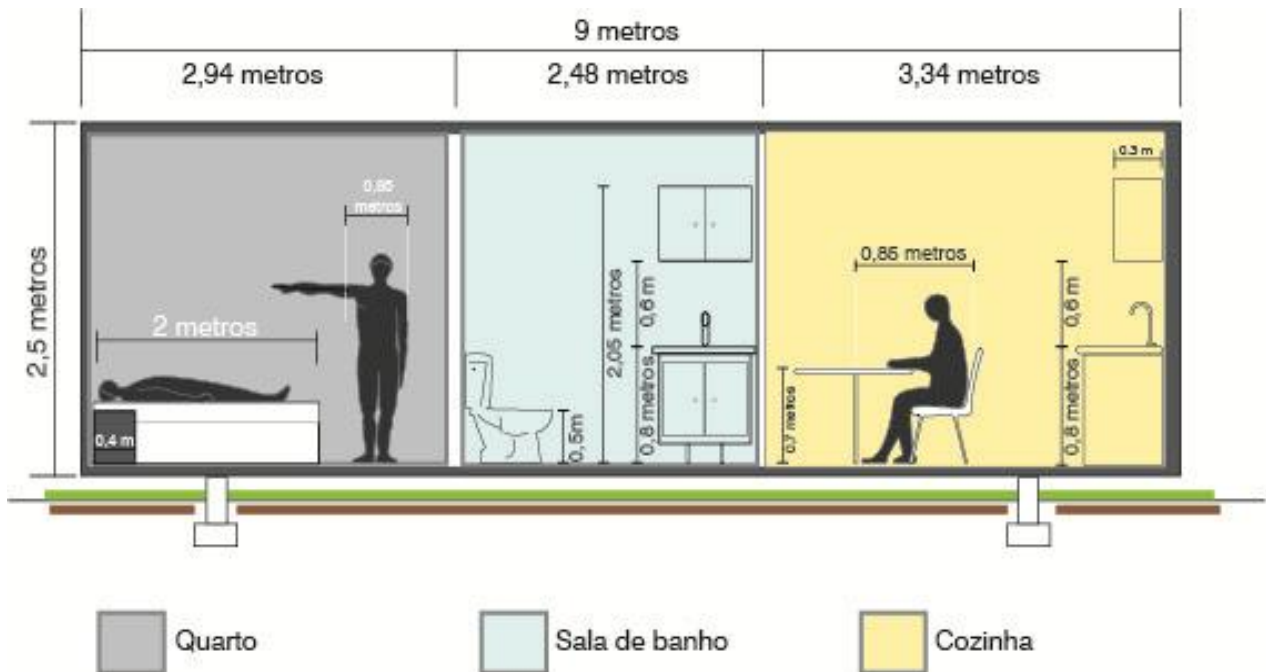 9 metros
2,94 metros
2,48 metros
3,34 metros
2,5 metros
0,85
metros
2 metros
0,4 m
2,05 metros
0,6 m
0,8 metros
0,5m
0.3 m
0,85 metros
0,6 m
0,7 metros
0,8 metros
Quarto
Sala de banho
Cozinha